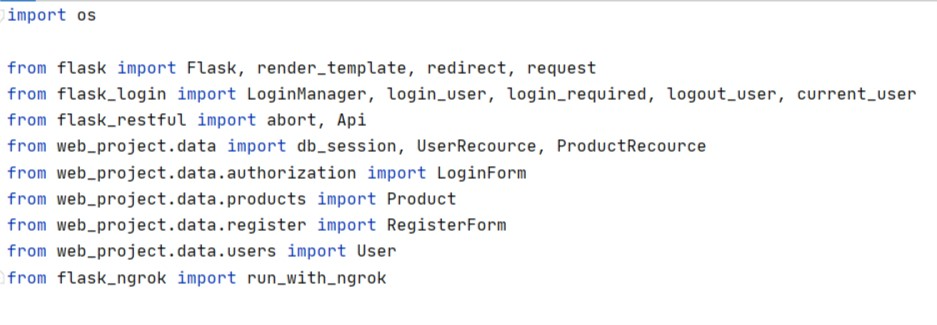 import os
from flask import Flask, render_template, redirect, request
from flask_login import LoginManager, login_user, login_required, logout_user, current_user
from flask_restful import abort, Api
from web_project.data import db_session, UserRecource, ProductRecource
from web_project.data.authorization import LoginForm
from web_project.data.products import Product
from web_project.data.register import RegisterForm
from web_project.data.users import User
from flask_ngrok import run_with_ngrok